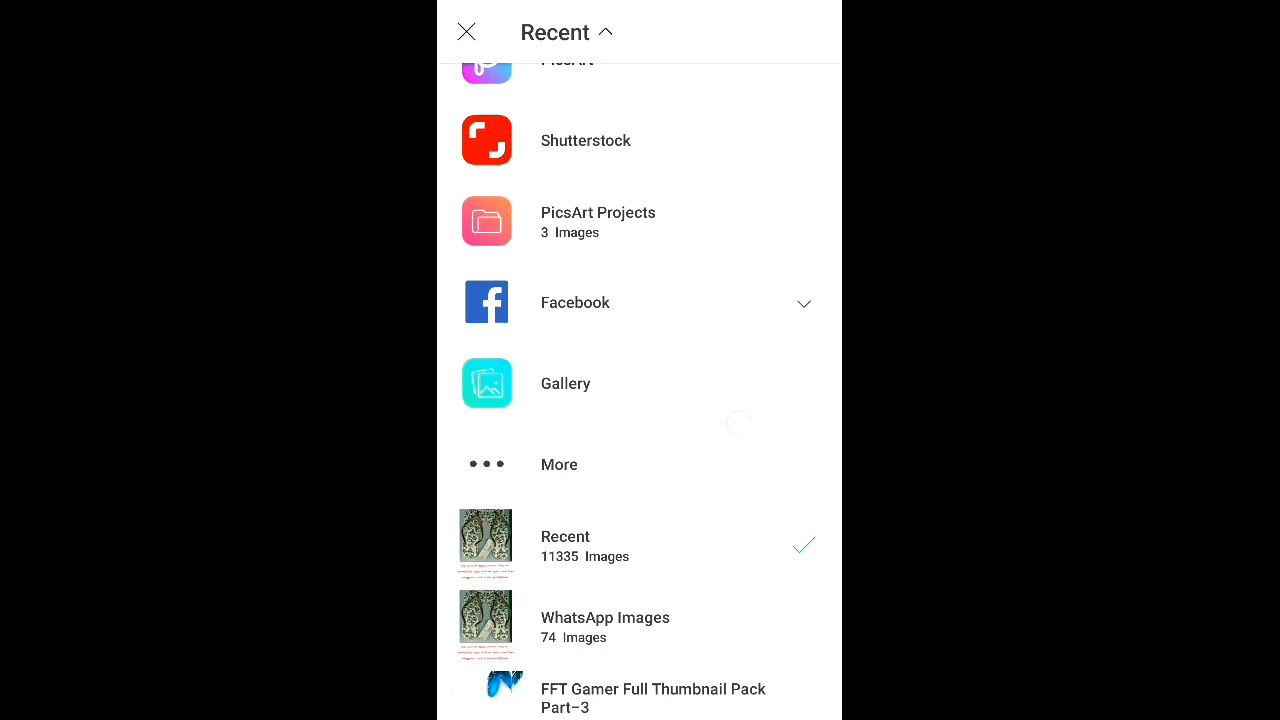 Recent
PicsArt
Shutterstock
PicsArt Projects
3 Images
Facebook
Gallery
More
Recent
11335 Images
WhatsApp Images
74 Images
FFT Gamer Full Thumbnail Pack
Part-3